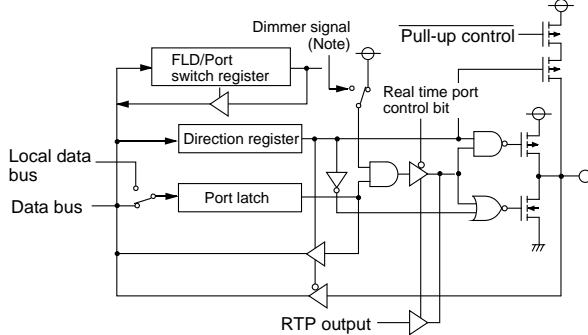 Dimmer signal
(Note)
Pull-up control
FLD/Port
switch register
Real time port
control bit
Direction register
Local data
bus
Port latch
Data bus
RTP output